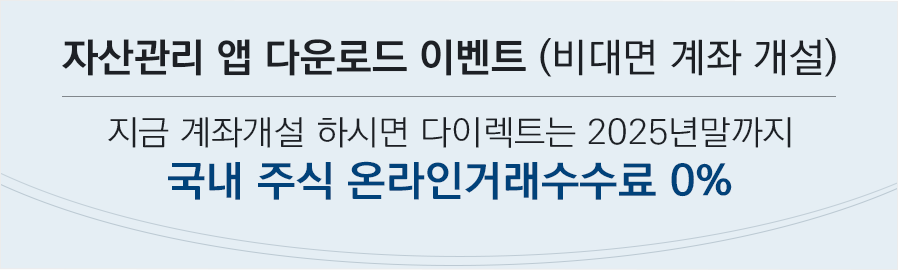 자산관리 앱 다운로드 이벤트 (비대면 계좌 개설)
지금 계좌개설 하시면 다이렉트는 2025년말까지
국내 주식 온라인거래수수료 0%